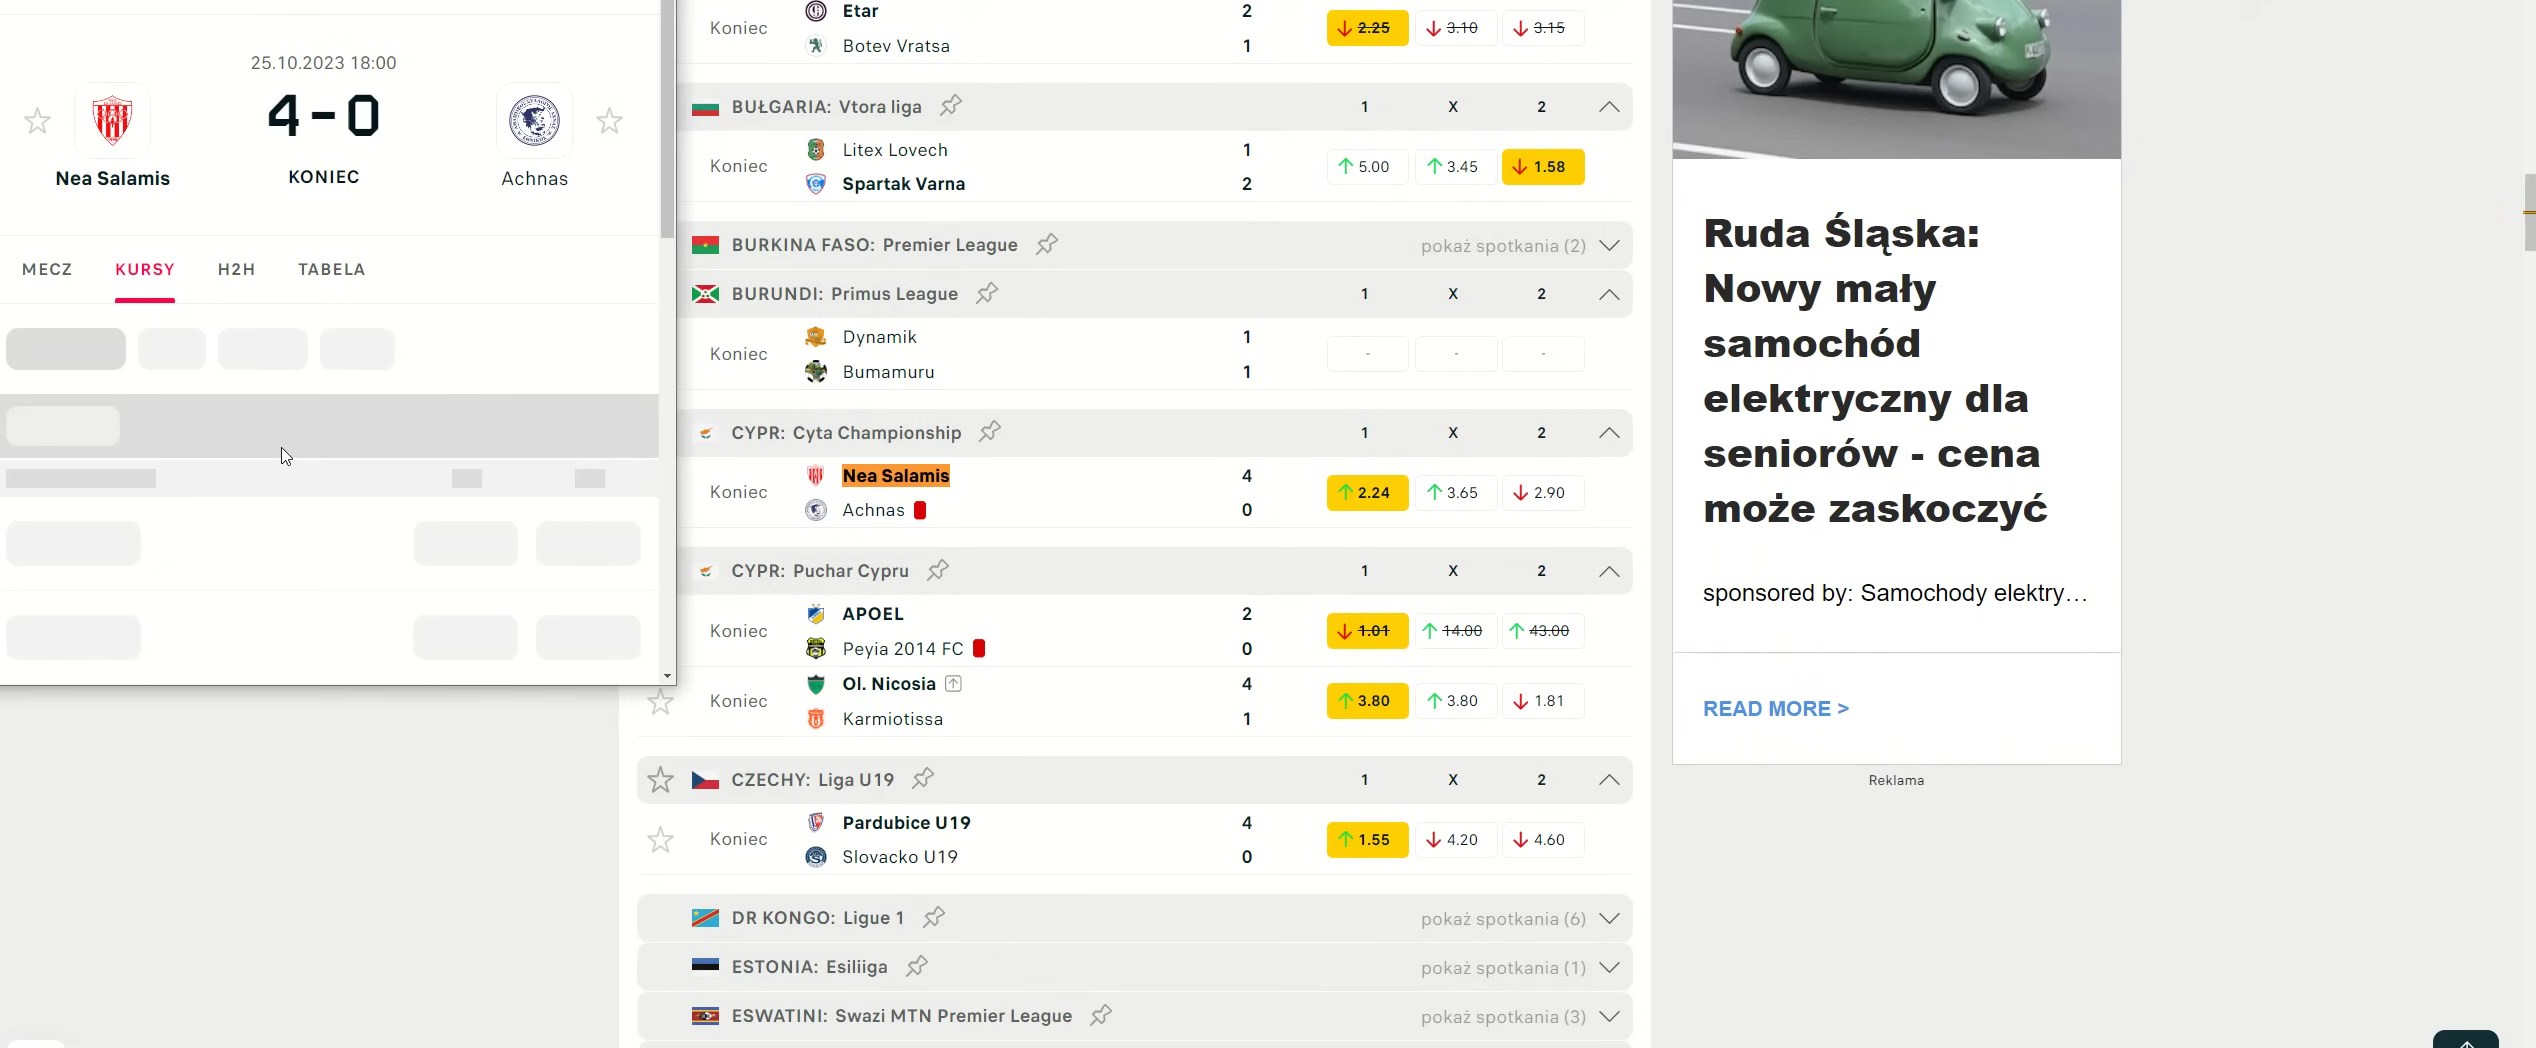 25.10.2023 18:00
4-0
Nea Salamis
KONIEC
Achnas
MECZ KURSY H2H TABELA
Koniec
Etar 2
Botev Vratsa 1
2.25 3.10 3.15
BUŁGARIA: Vtora liga 1 X 2
Koniec
Litex Lovech 1
Spartak Varna 2
5.00 3.45 1.58
BURKINA FASO: Premier League pokaż spotkania (2)
BURUNDI: Primus League 1 X 2
Koniec
Dynamik 1
Bumamuru 1
- - -
CYPR: Cyta Championship 1 X 2
Koniec
Nea Salamis 4
Achnas 0
2.24 3.65 2.90
CYPR: Puchar Cypru 1 X 2
Koniec
APOEL 2
Peyia 2014 FC 0
1.01 14.00 43.00
Koniec
Ol. Nicosia 4
Karmiotissa 1
3.80 3.80 1.81
CZECHY: Liga U19 1 X 2
Koniec
Pardubice U19 4
Slovacko U19 0
1.55 4.20 4.60
DR KONGO: Ligue 1 pokaż spotkania (6)
ESTONIA: Esiliiga pokaż spotkania (1)
ESWATINI: Swazi MTN Premier League pokaż spotkania (3)
Ruda Śląska:
Nowy mały
samochód
elektryczny dla
seniorów - cena
może zaskoczyć
sponsored by: Samochody elektry...
READ MORE >
Reklama